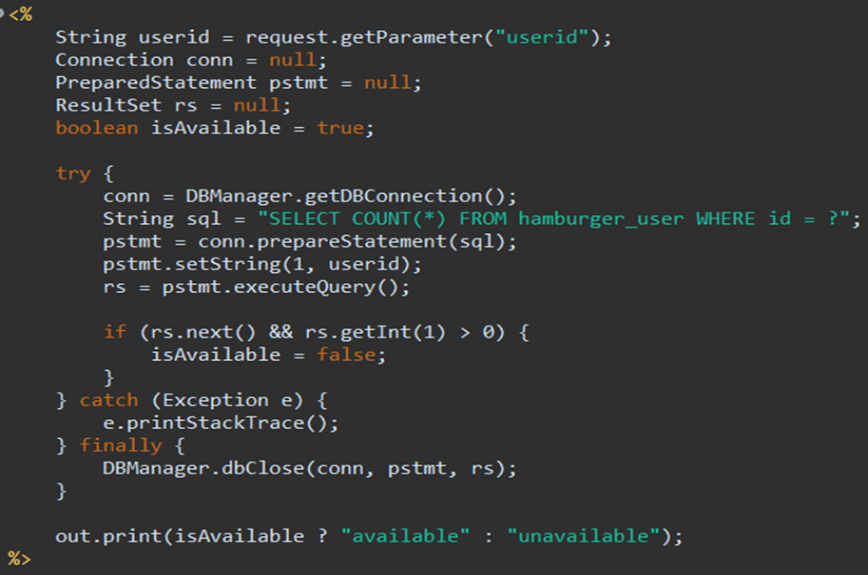 <%
String userid = request.getParameter("userid");
Connection conn = null;
PreparedStatement pstmt = null;
ResultSet rs = null;
boolean isAvailable = true;
try {
conn = DBManager.getDBConnection();
String sql = "SELECT COUNT(*) FROM hamburger_user WHERE id = ?";
pstmt = conn.prepareStatement(sql);
pstmt.setString(1, userid);
rs = pstmt.executeQuery();
if (rs.next() && rs.getInt(1) > 0) {
isAvailable = false;
}
} catch (Exception e) {
e.printStackTrace();
} finally {
DBManager.dbClose(conn, pstmt, rs);
}
out.print(isAvailable ? "available" : "unavailable");
%>